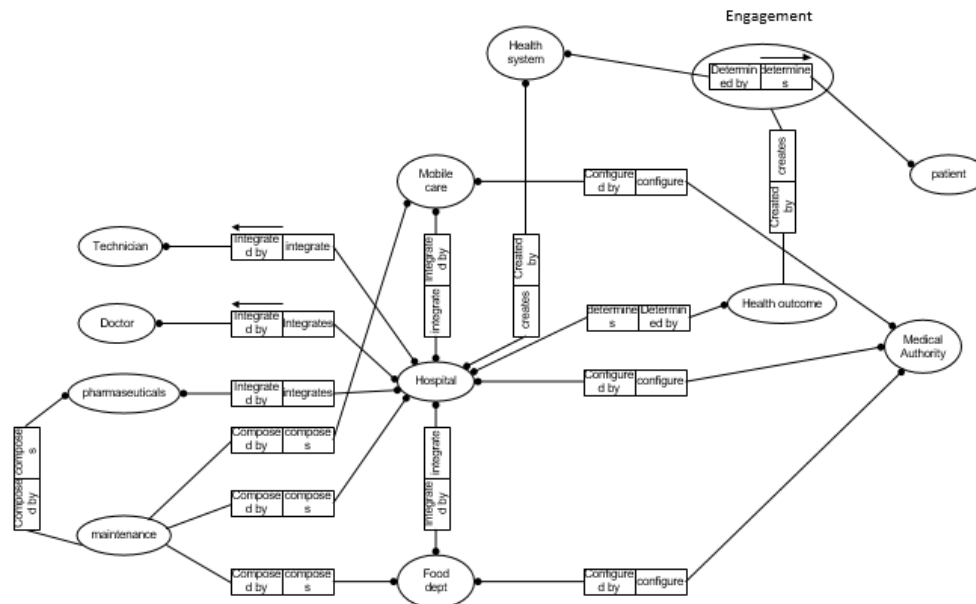 Engagement
Health
system
Determin
ed by
determine
s
creates
Created
by
patient
Mobile
care
Configure
d by
configure
Technician
Integrate
d by
integrate
Integrate
d by
integrate
Created
by
creates
Health outcome
Doctor
Integrate
d by
Integrates
determine
s
Determin
ed by
Medical
Authority
Hospital
pharmaseuticals
Integrate
d by
integrates
Configure
d by
configure
compose
s
Compose
d by
Compose
d by
compose
s
integrate
Integrate
d by
Compose
d by
compose
s
maintenance
Compose
d by
compose
s
Food
dept
Configure
d by
configure